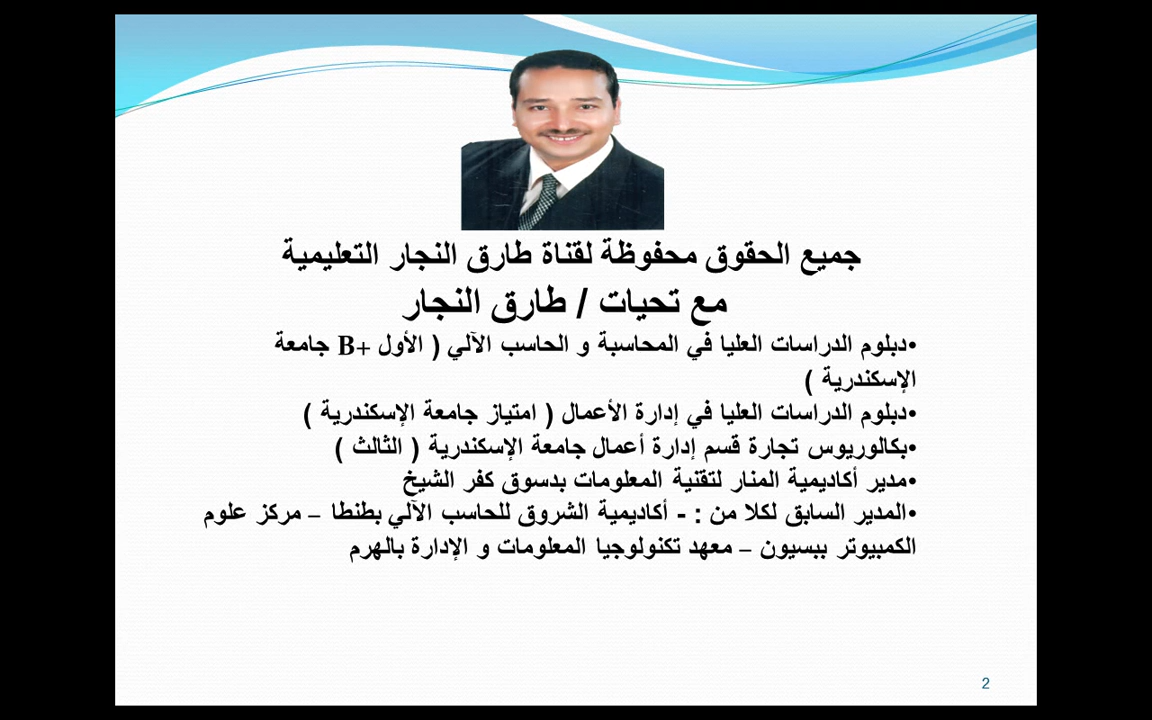 جميع الحقوق محفوظة لقناة طارق النجار التعليمية
مع تحيات / طارق النجار
•دبلوم الدراسات العليا في المحاسبة و الحاسب الآلي ( الأول +B جامعة
الإسكندرية )
•دبلوم الدراسات العليا في إدارة الأعمال ( امتياز جامعة الإسكندرية )
•بكالوريوس تجارة قسم إدارة أعمال جامعة الإسكندرية ( الثالث )
•مدير أكاديمية المنار لتقنية المعلومات بدسوق كفر الشيخ
•المدير السابق لكلا من : - أكاديمية الشروق للحاسب الآلي بطنطا – مركز علوم
الكمبيوتر ببسيون – معهد تكنولوجيا المعلومات و الإدارة بالهرم
2